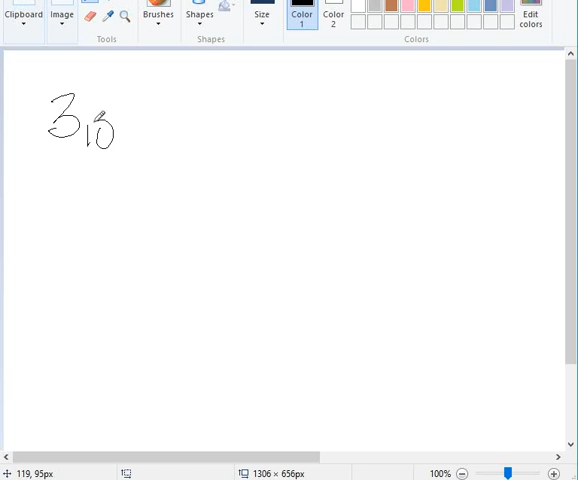 Clipboard
Image
Tools
Brushes
Shapes
Shapes
Size
Color
1
Color
2
Edit
colors
Colors
3₁₀
119, 95px
1306 × 656px
100%